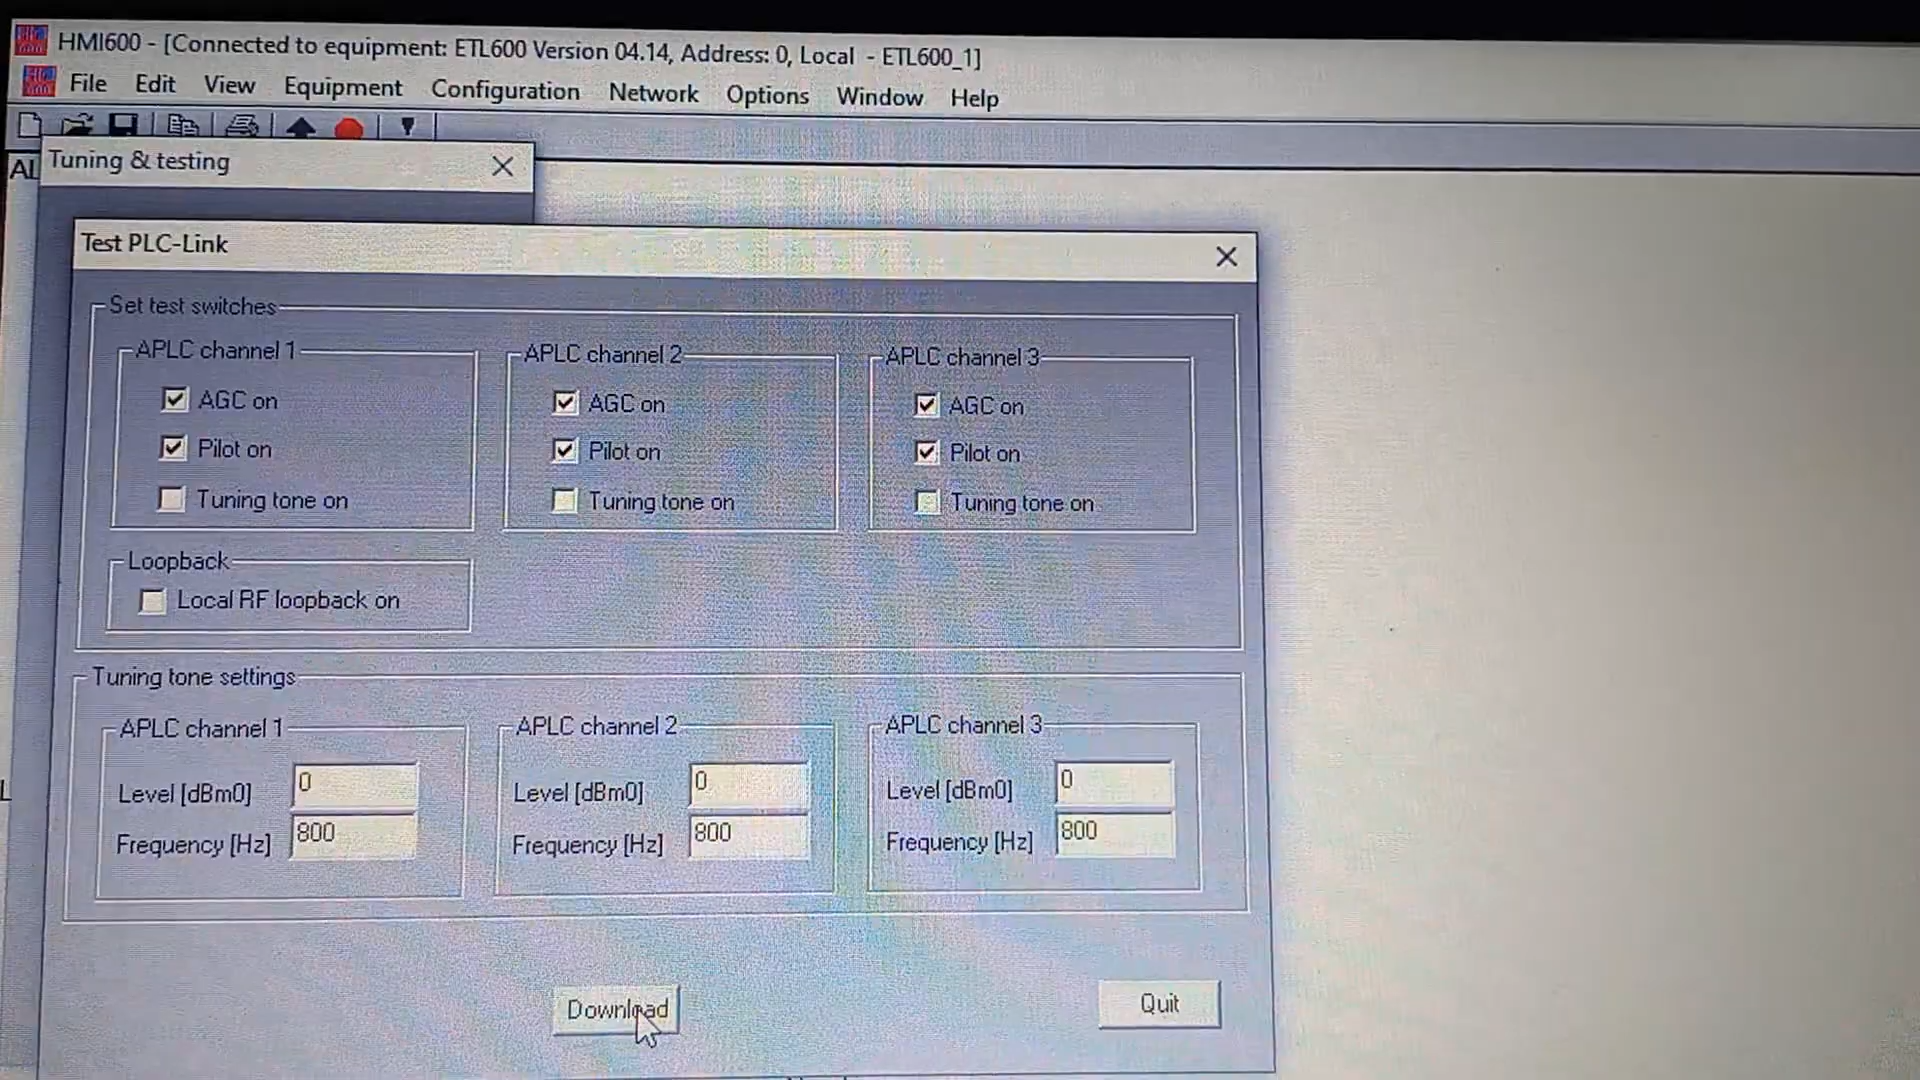 HMI600 - [Connected to equipment: ETL600 Version 04.14, Address: 0, Local - ETL600_1]
File Edit View Equipment Configuration Network Options Window Help
AL
Tuning & testing
Test PLC-Link
Set test switches
APLC channel 1 APLC channel 2 APLC channel 3
AGC on AGC on AGC on
Pilot on Pilot on Pilot on
Tuning tone on Tuning tone on Tuning tone on
Loopback
Local RF loopback on
Tuning tone settings
APLC channel 1 APLC channel 2 APLC channel 3
Level [dBm0] 0 Level [dBm0] 0 Level [dBm0] 0
Frequency [Hz] 800 Frequency [Hz] 800 Frequency [Hz] 800
Download Quit